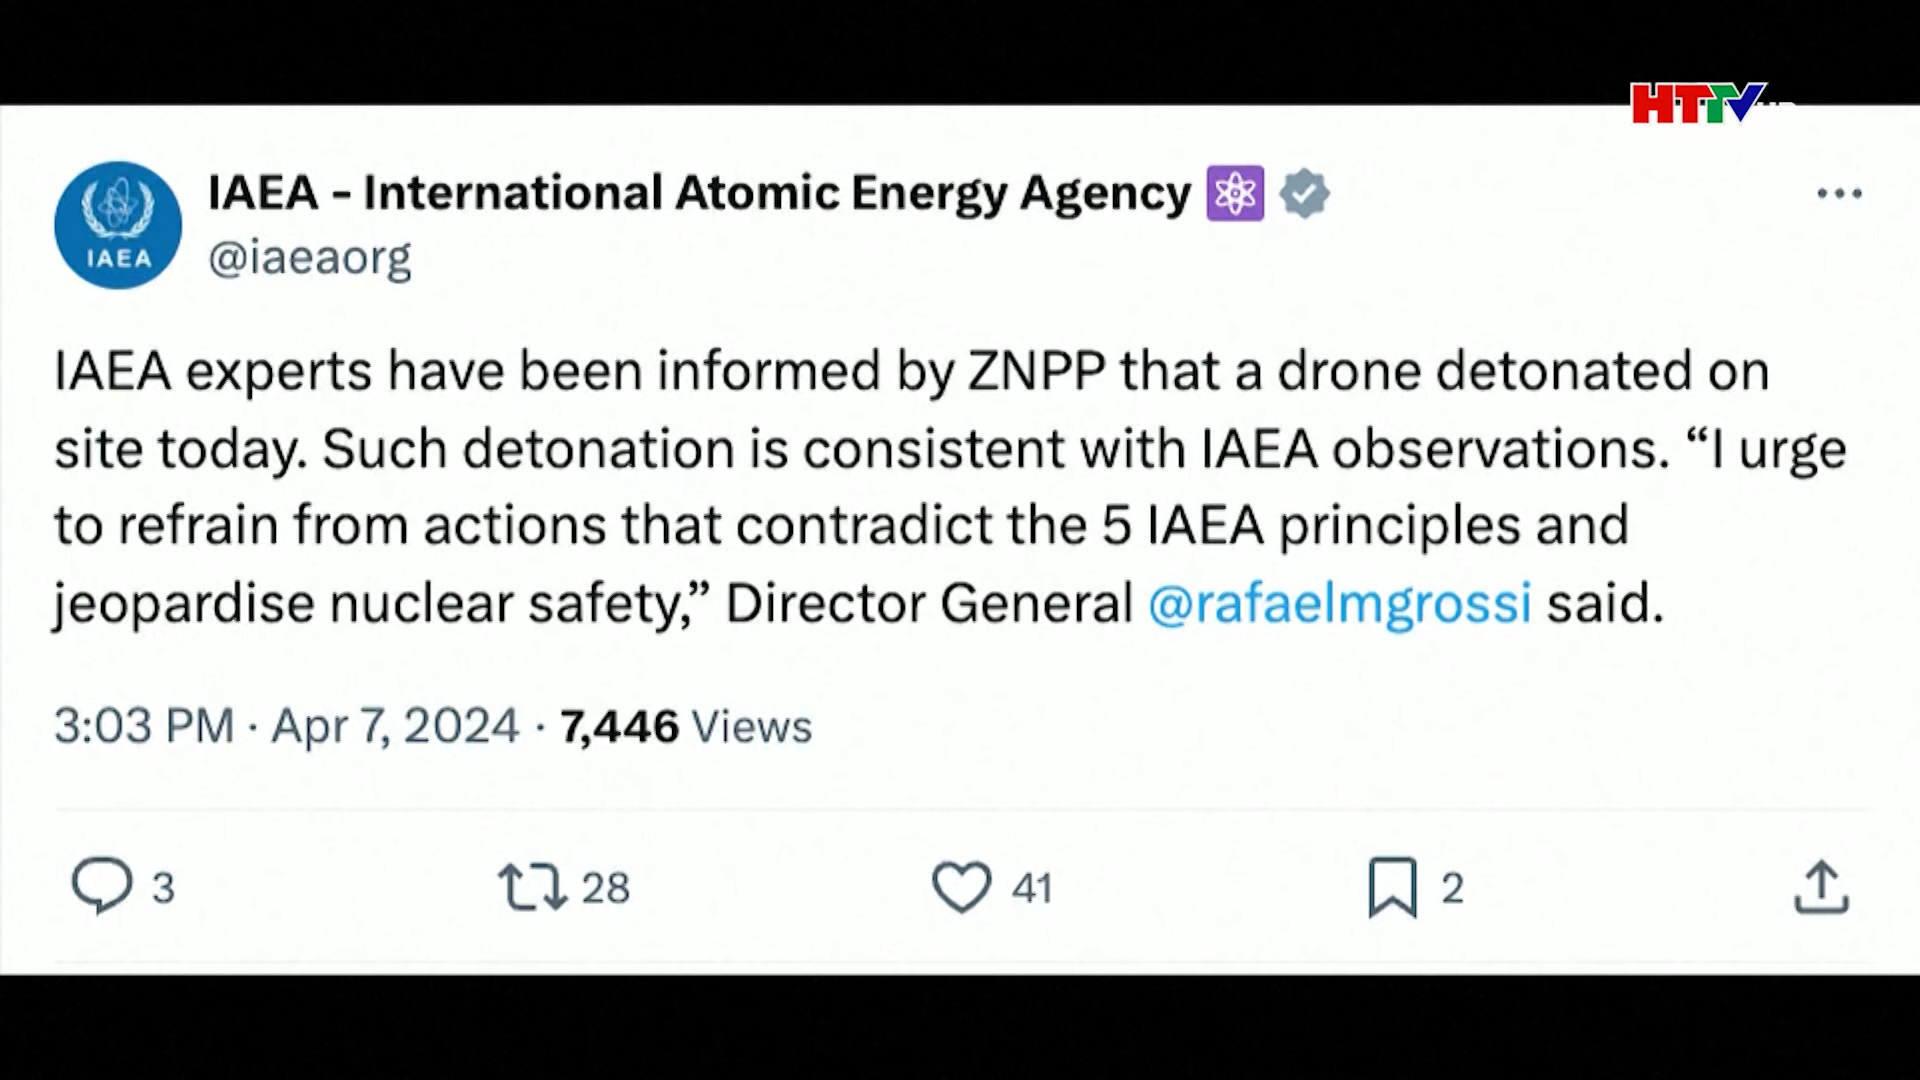 HTTV HD
IAEA - International Atomic Energy Agency
IAEA
@iaeaorg
IAEA experts have been informed by ZNPP that a drone detonated on
site today. Such detonation is consistent with IAEA observations. “I urge
to refrain from actions that contradict the 5 IAEA principles and
jeopardise nuclear safety,” Director General @rafaelmgrossi said.
3:03 PM · Apr 7, 2024 · 7,446 Views
3 28 41 2